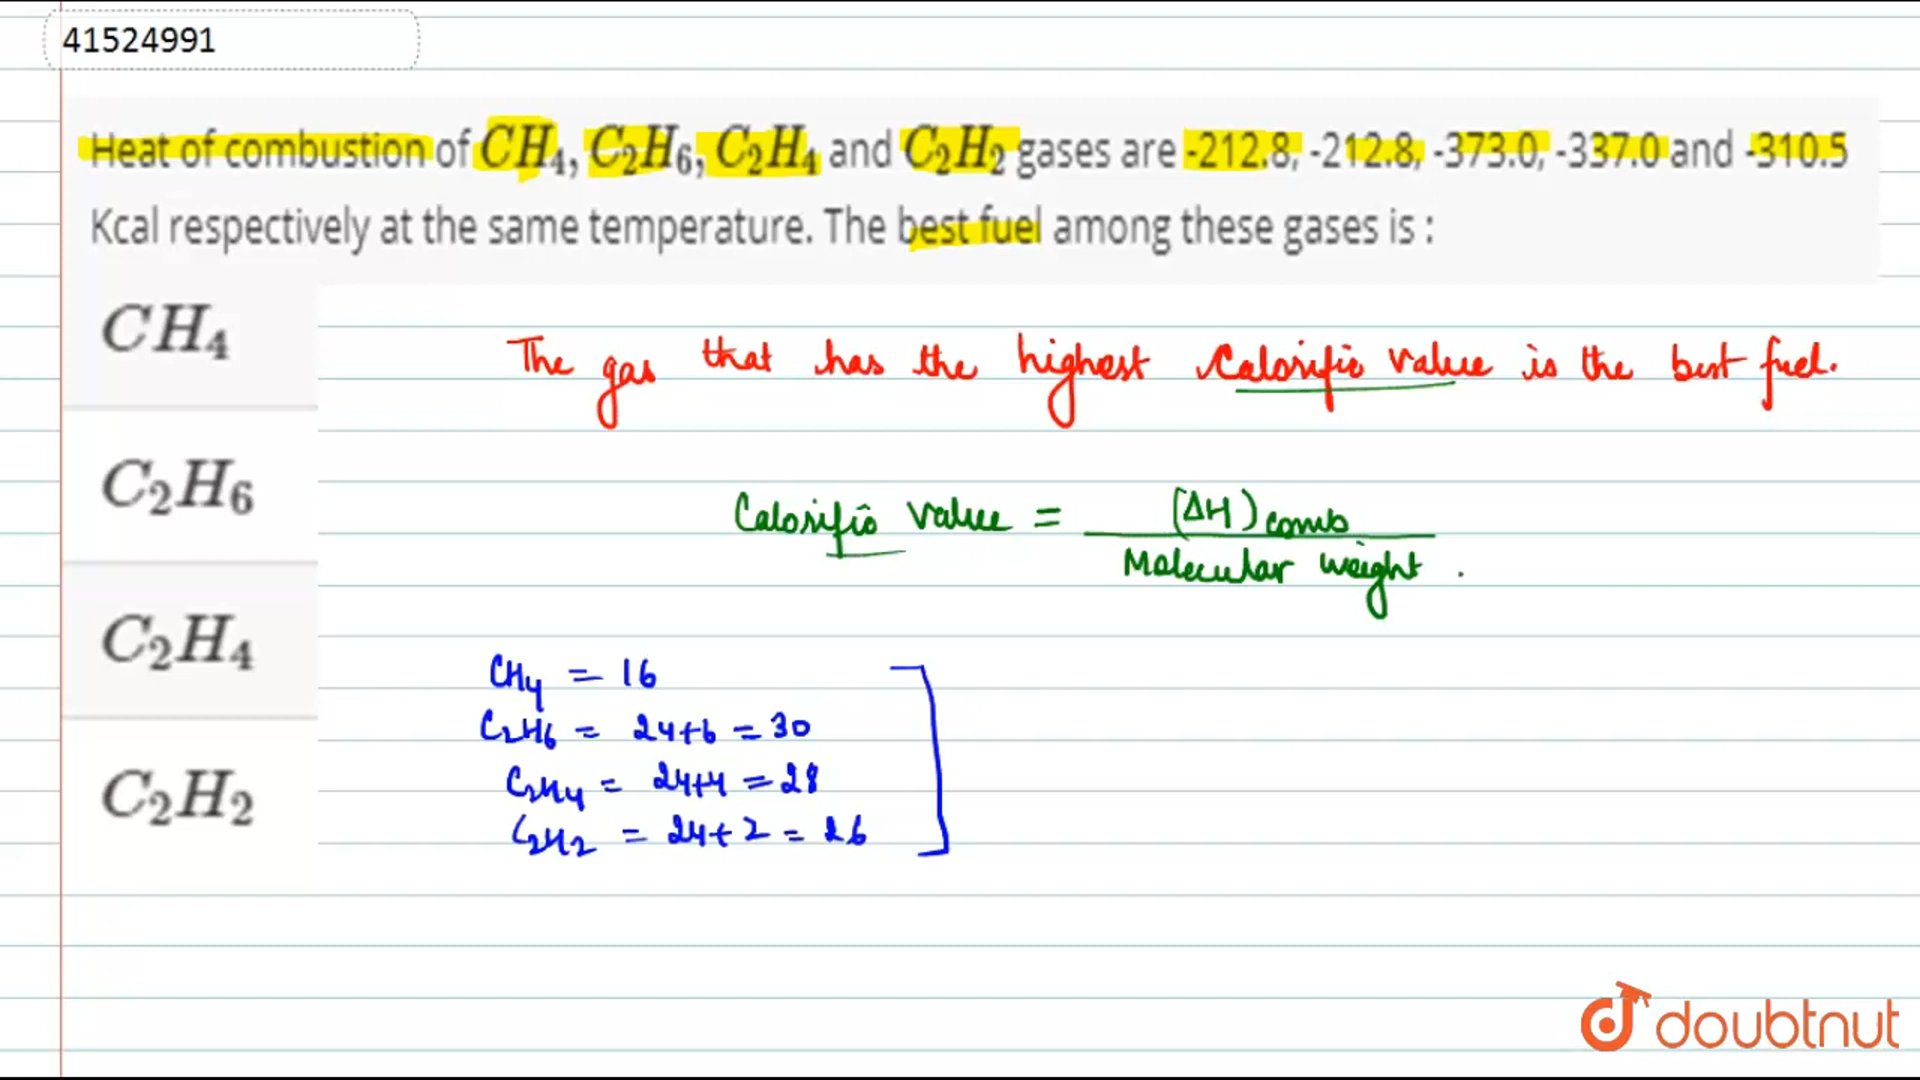 41524991
Heat of combustion of CH₄, C₂H₆, C₂H₄ and C₂H₂ gases are -212.8, -212.8, -373.0, -337.0 and -310.5
Kcal respectively at the same temperature. The best fuel among these gases is :
CH₄
The gas that has the highest Calorific value is the best fuel.
C₂H₆
Calorific value = (ΔH)comb / Molecular weight .
C₂H₄
CH₄ = 16
C₂H₆ = 24+6 = 30
C₂H₄ = 24+4 = 28
C₂H₂
C₂H₂ = 24+2 = 26
doubtnut